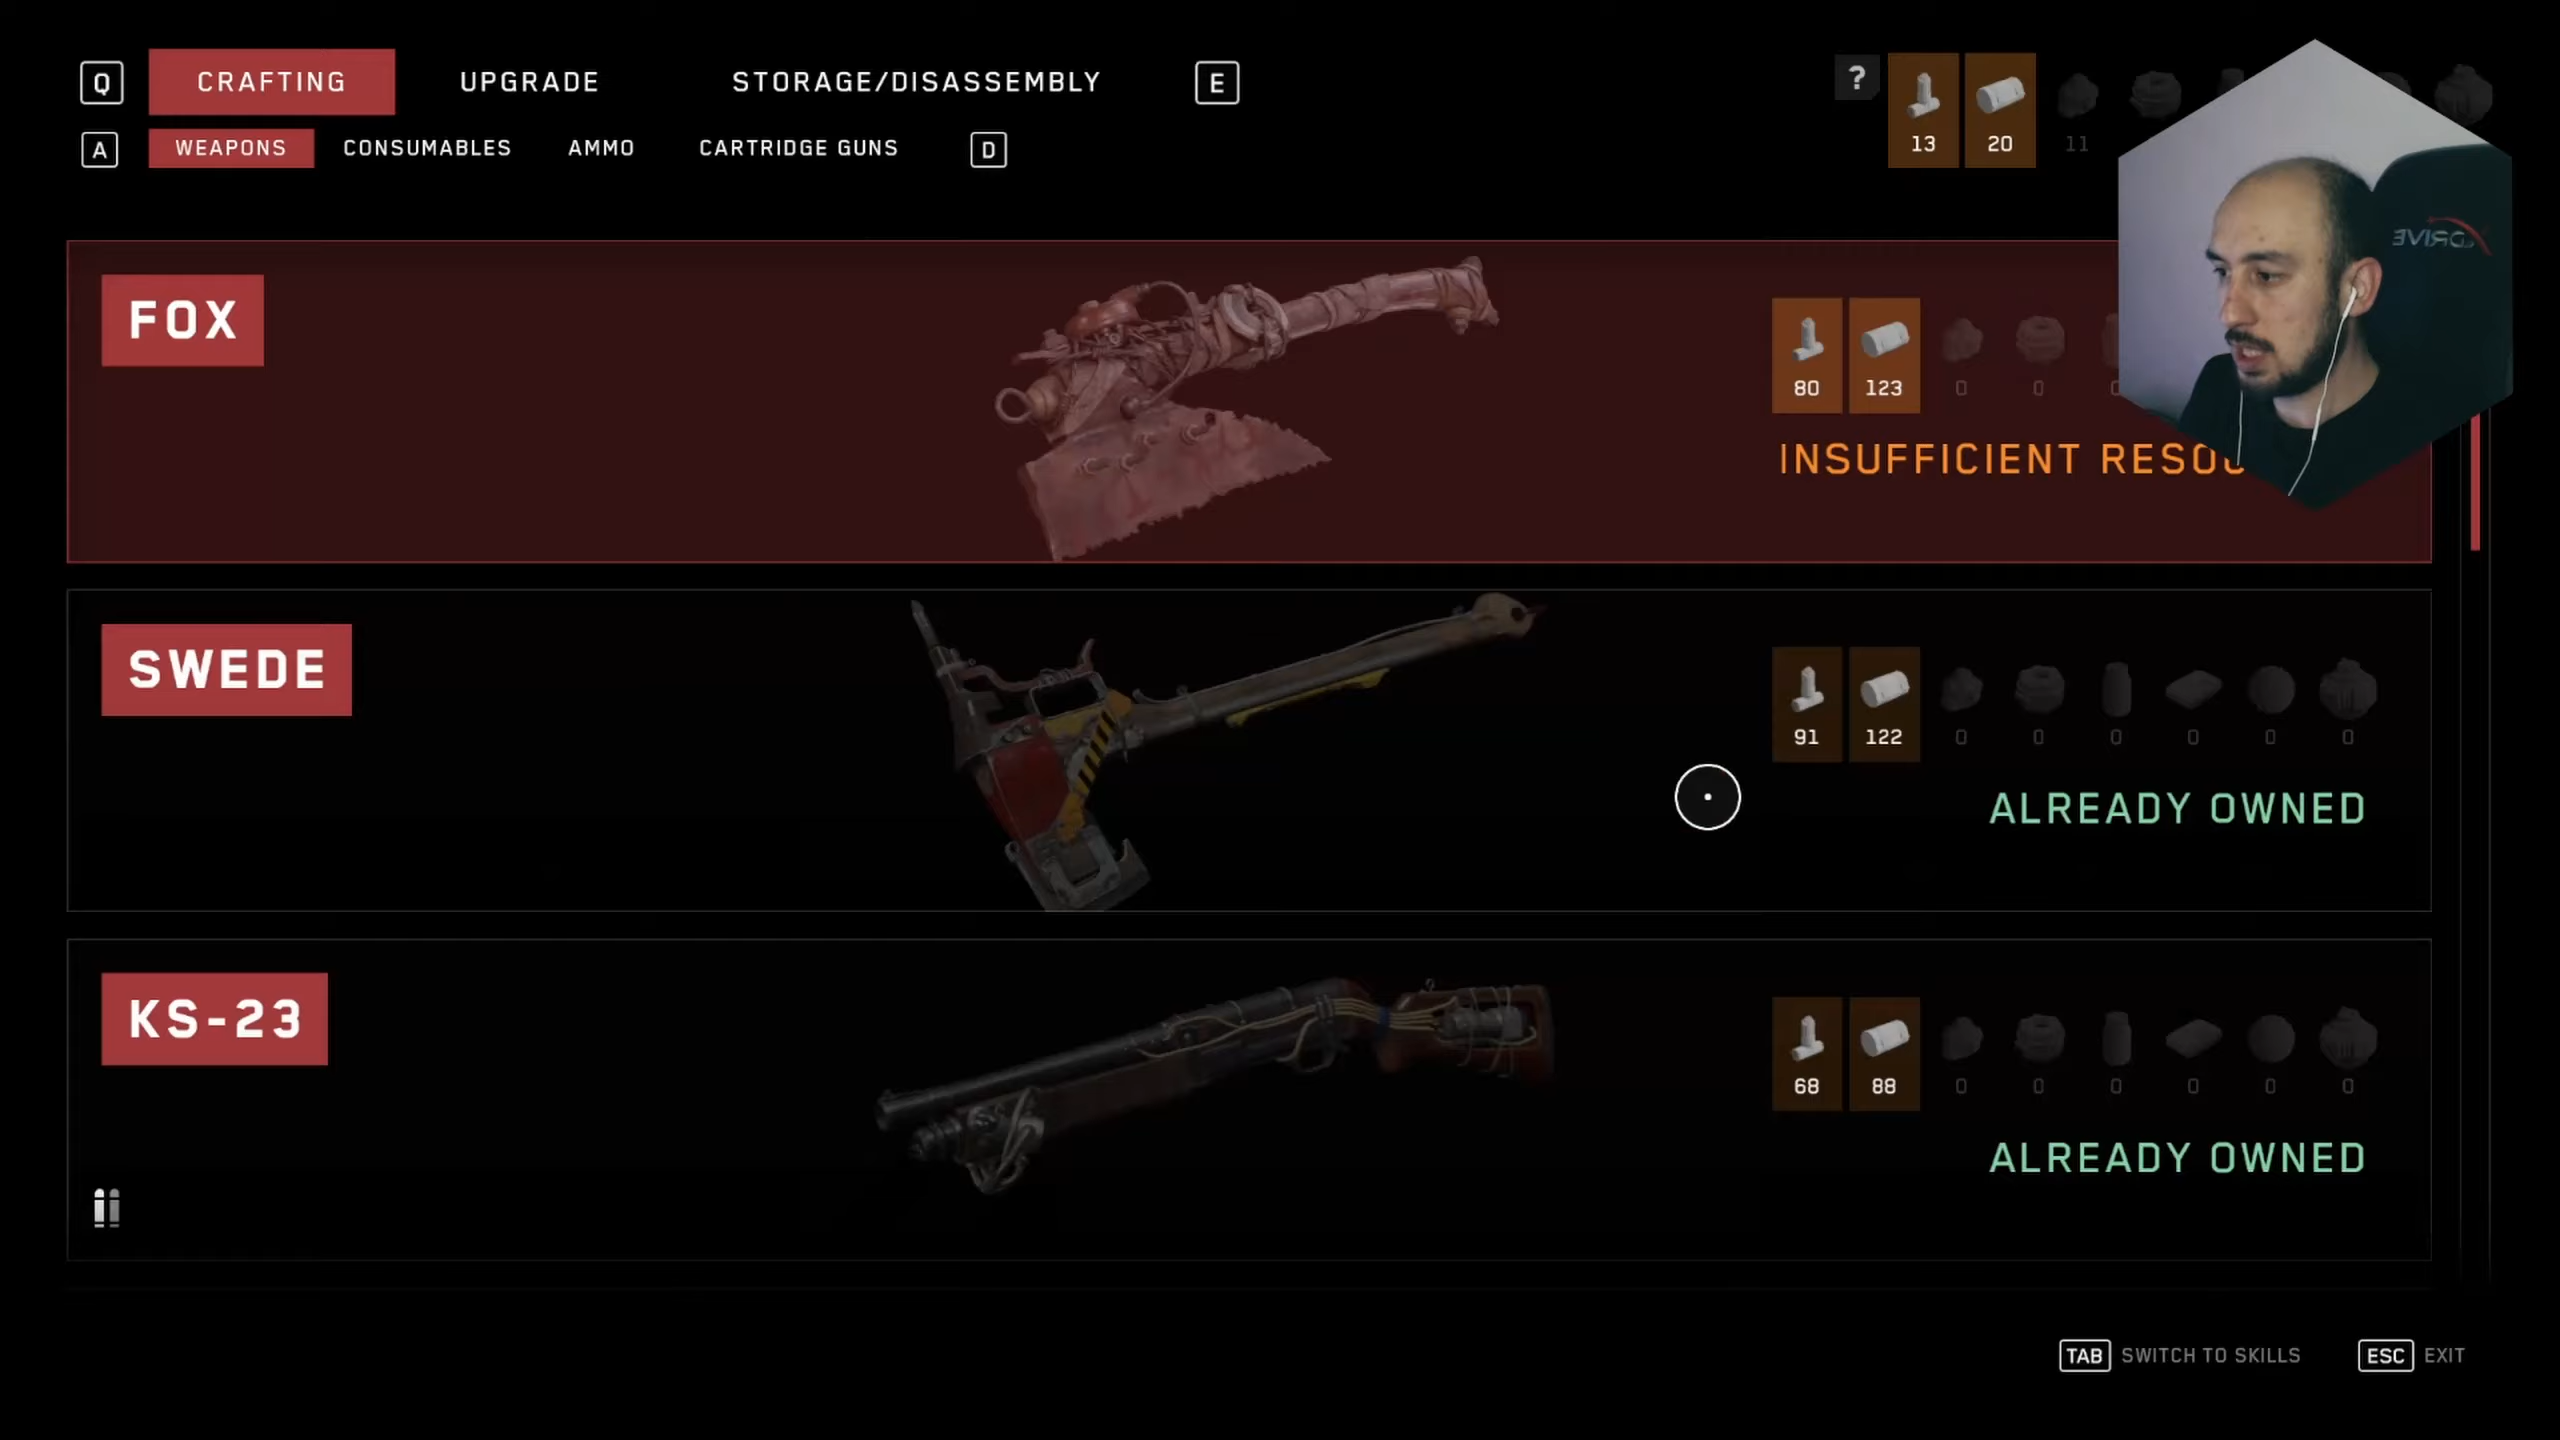 Q CRAFTING UPGRADE STORAGE/DISASSEMBLY E
A WEAPONS CONSUMABLES AMMO CARTRIDGE GUNS D
?
13 20 11
FOX
80 123 0 0
INSUFFICIENT
SWEDE
91 122 0 0 0 0 0 0
ALREADY OWNED
KS-23
68 88 0 0 0 0 0 0
ALREADY OWNED
TAB SWITCH TO SKILLS ESC EXIT